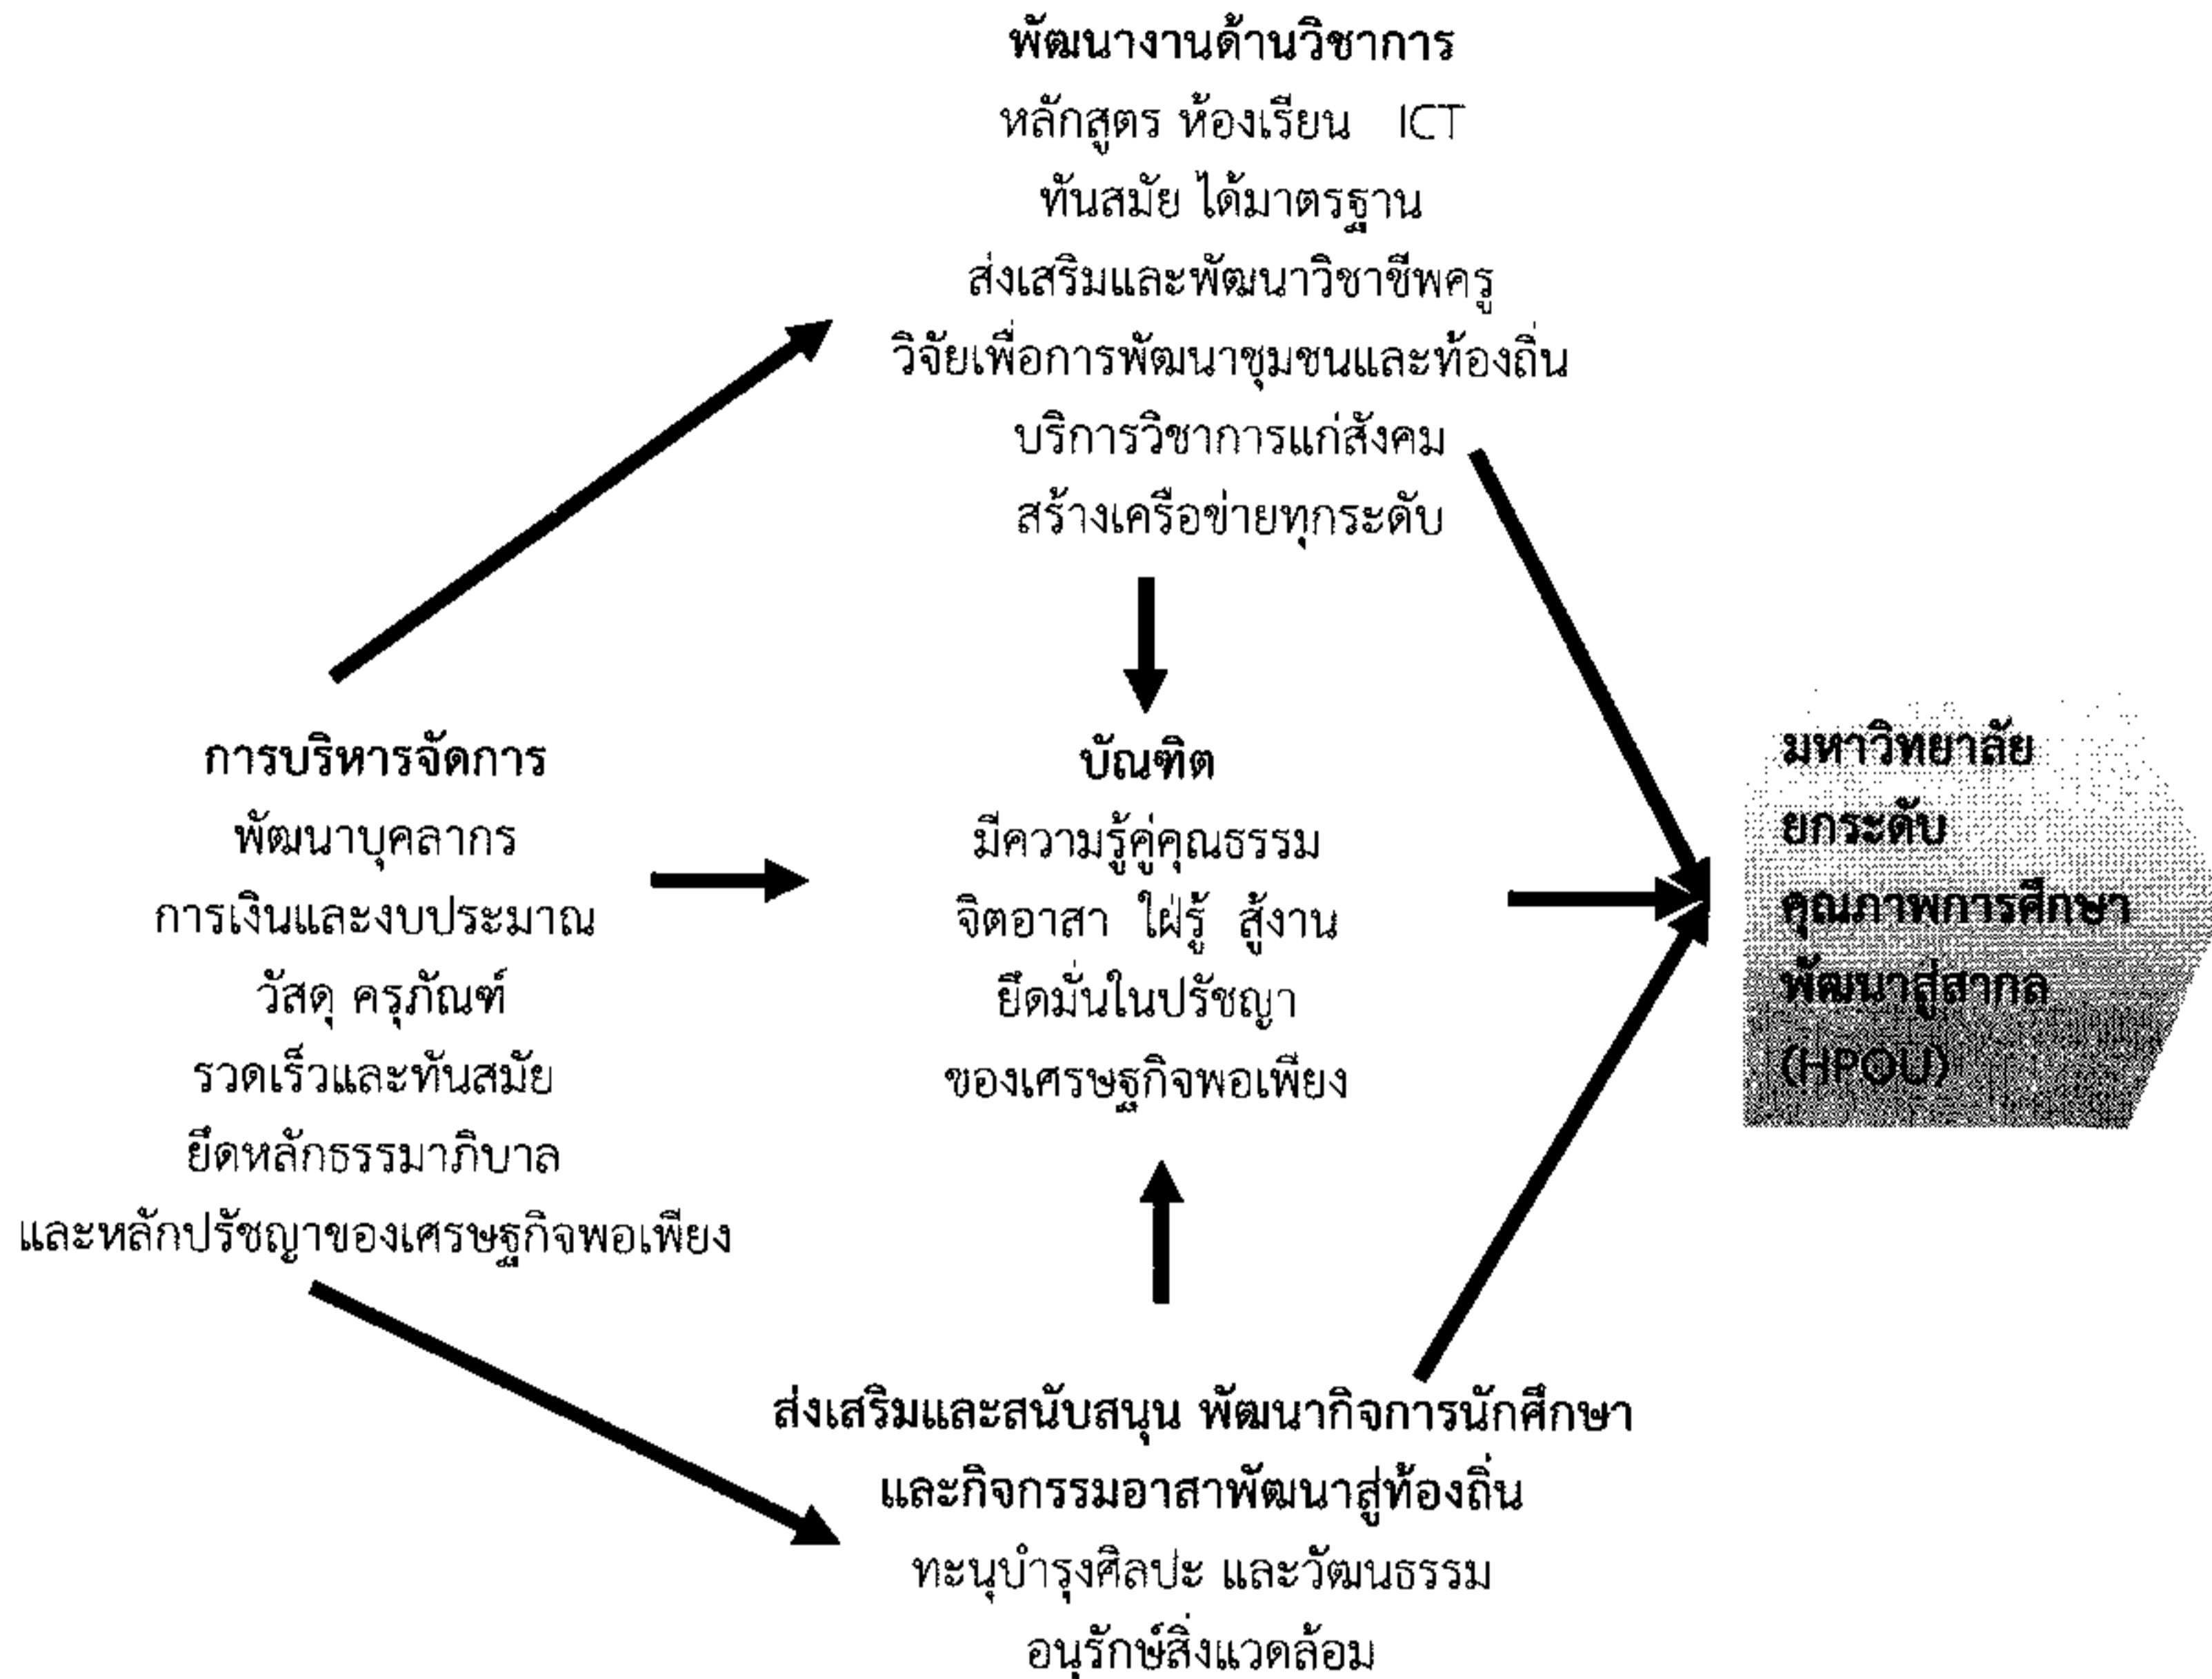 พัฒนางานด้านวิชาการ
หลักสูตร ห้องเรียน ICT
ทันสมัย ได้มาตรฐาน
ส่งเสริมและพัฒนาวิชาชีพครู
วิจัยเพื่อการพัฒนาชุมชนและท้องถิ่น
บริการวิชาการแก่สังคม
สร้างเครือข่ายทุกระดับ
การบริหารจัดการ
พัฒนาบุคลากร
การเงินและงบประมาณ
วัสดุ ครุภัณฑ์
รวดเร็วและทันสมัย
ยึดหลักธรรมาภิบาล
และหลักปรัชญาของเศรษฐกิจพอเพียง
บัณฑิต
มีความรู้คู่คุณธรรม
จิตอาสา ใฝ่รู้ สู้งาน
ยึดมั่นในปรัชญา
ของเศรษฐกิจพอเพียง
มหาวิทยาลัย
ยกระดับ
คุณภาพการศึกษา
พัฒนาสู่สากล
(HPOU)
ส่งเสริมและสนับสนุน พัฒนากิจการนักศึกษา
และกิจกรรมอาสาพัฒนาสู่ท้องถิ่น
ทะนุบำรุงศิลปะ และวัฒนธรรม
อนุรักษ์สิ่งแวดล้อม